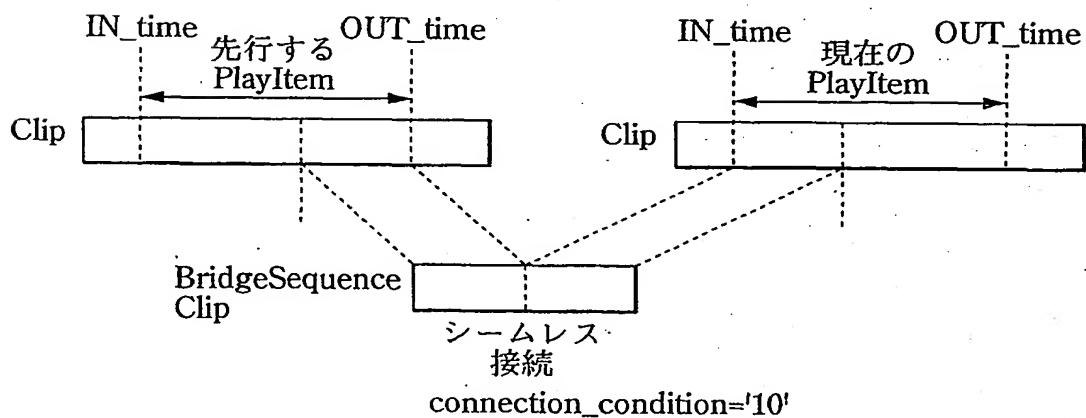 IN_time
OUT_time
先行する
PlayItem
Clip
IN_time
OUT_time
現在の
PlayItem
Clip
BridgeSequence
Clip
シームレス
接続
connection_condition='10'